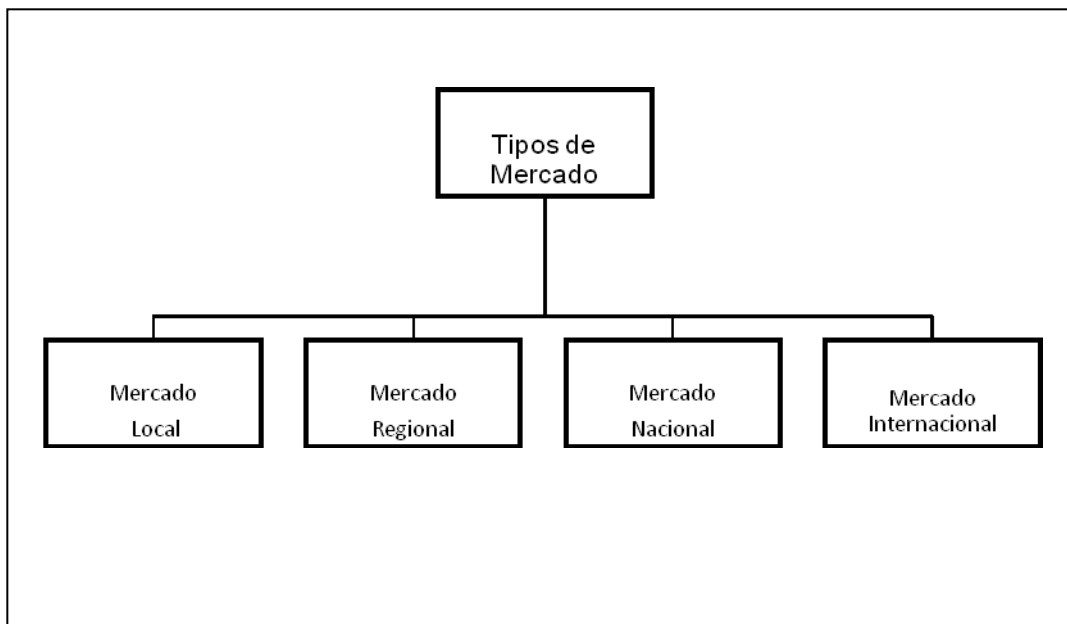 Tipos de
Mercado
Mercado
Local
Mercado
Regional
Mercado
Nacional
Mercado
Internacional